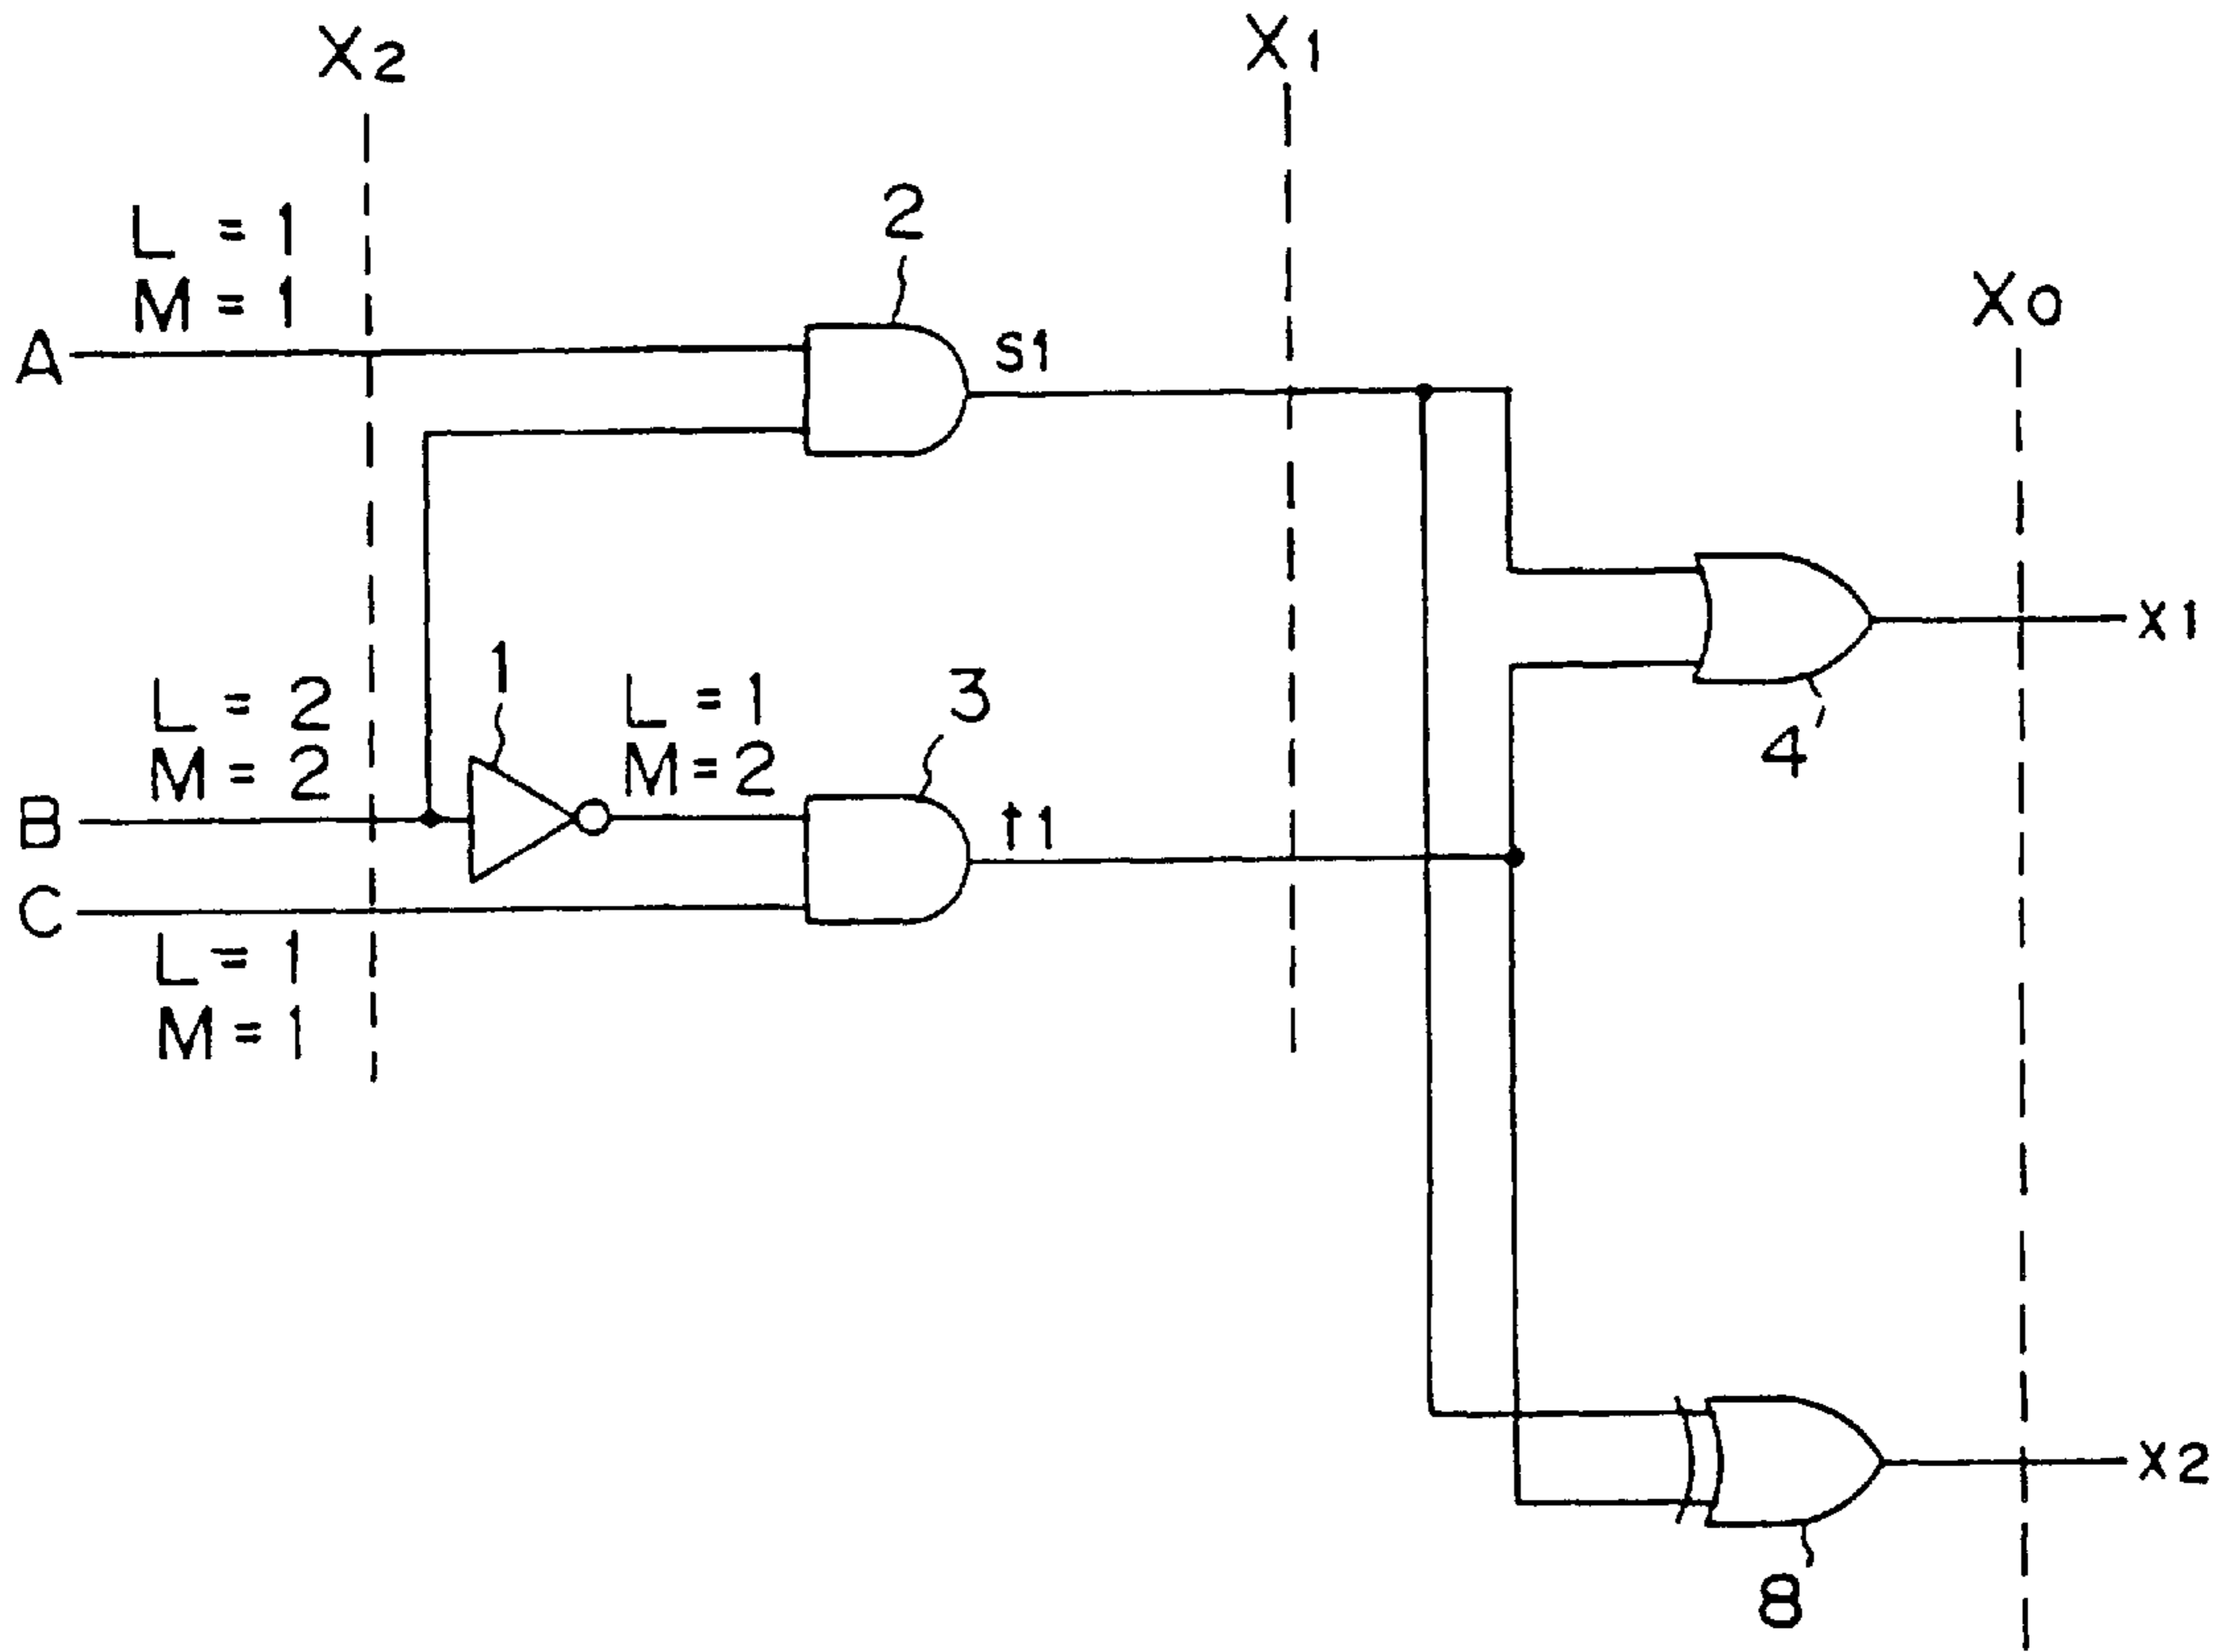 X2
X1
L = 1
M = 1
2
X0
A
s1
x1
L = 2
M = 2
1
L = 1
M = 2
3
4
B
t1
C
L = 1
M = 1
x2
8